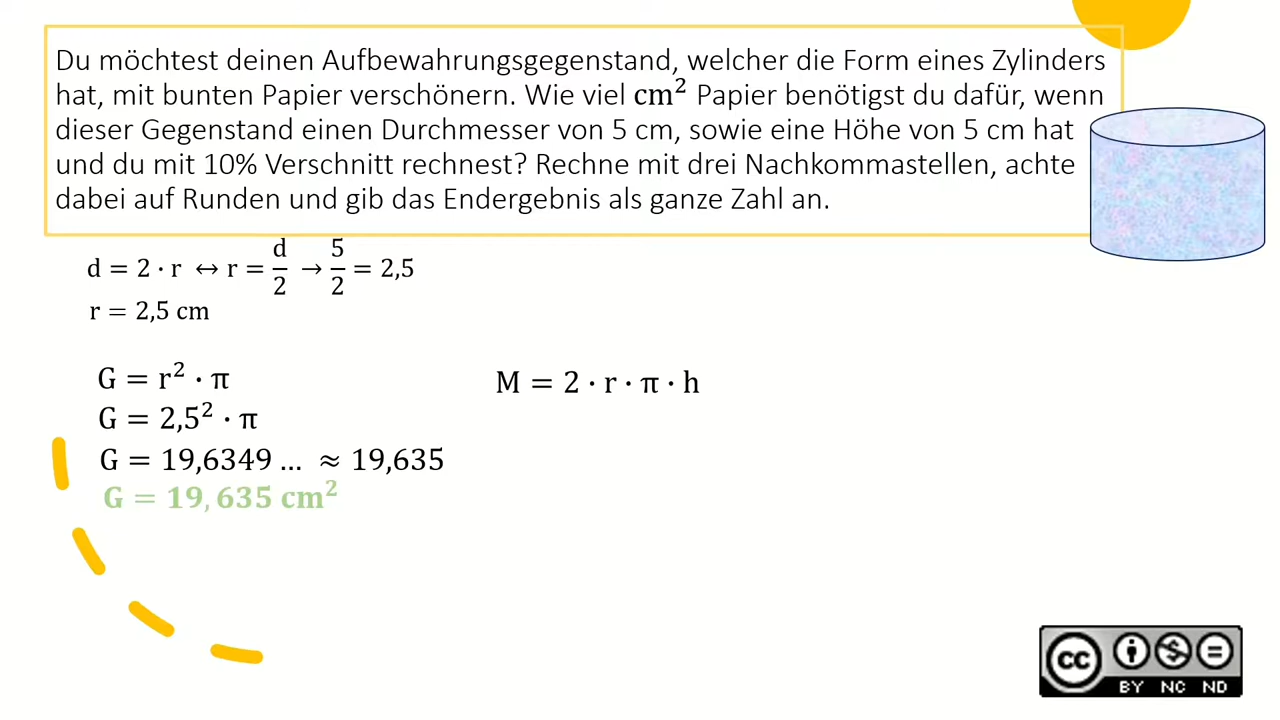 Du möchtest deinen Aufbewahrungsgegenstand, welcher die Form eines Zylinders
hat, mit bunten Papier verschönern. Wie viel cm² Papier benötigst du dafür, wenn
dieser Gegenstand einen Durchmesser von 5 cm, sowie eine Höhe von 5 cm hat
und du mit 10% Verschnitt rechnest? Rechne mit drei Nachkommastellen, achte
dabei auf Runden und gib das Endergebnis als ganze Zahl an.
d = 2 · r ↔ r = d/2 → 5/2 = 2,5
r = 2,5 cm
G = r² · π
G = 2,5² · π
G = 19,6349 … ≈ 19,635
G = 19,635 cm²
M = 2 · r · π · h
cc
BY NC ND